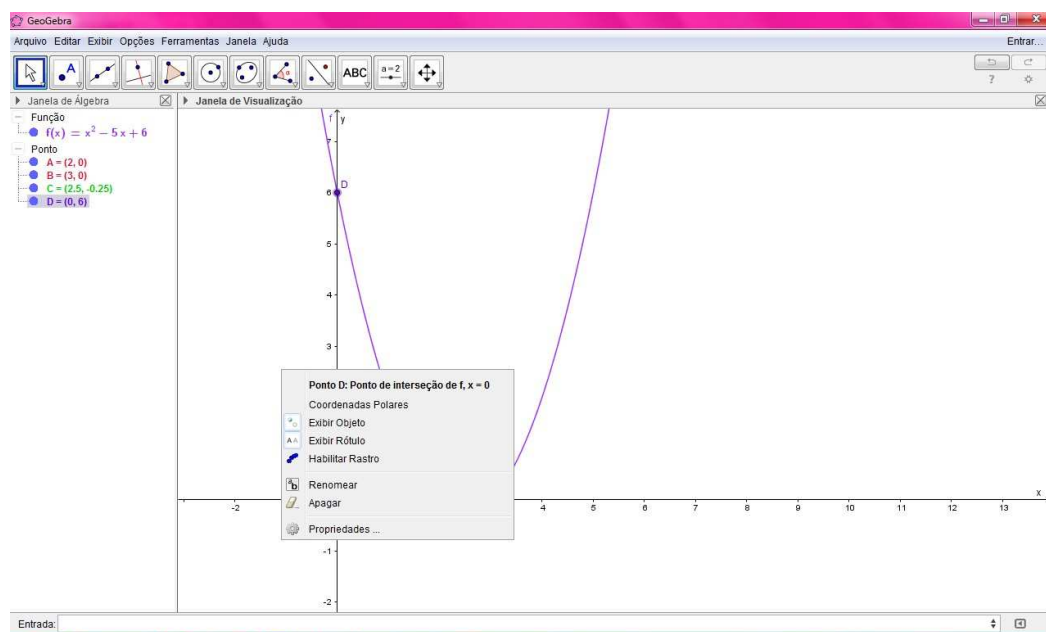 GeoGebra
Arquivo Editar Exibir Opções Ferramentas Janela Ajuda
Entrar...
ABC
a=2
?
Janela de Álgebra
Janela de Visualização
Função
f(x) = x² − 5 x + 6
Ponto
A = (2, 0)
B = (3, 0)
C = (2.5, -0.25)
D = (0, 6)
f y
7
6 D
5
4
3
Ponto D: Ponto de interseção de f, x = 0
Coordenadas Polares
Exibir Objeto
AA Exibir Rótulo
Habilitar Rastro
ab Renomear
Apagar
Propriedades ...
x
-2 4 5 6 7 8 9 10 11 12 13
-1
-2
Entrada: